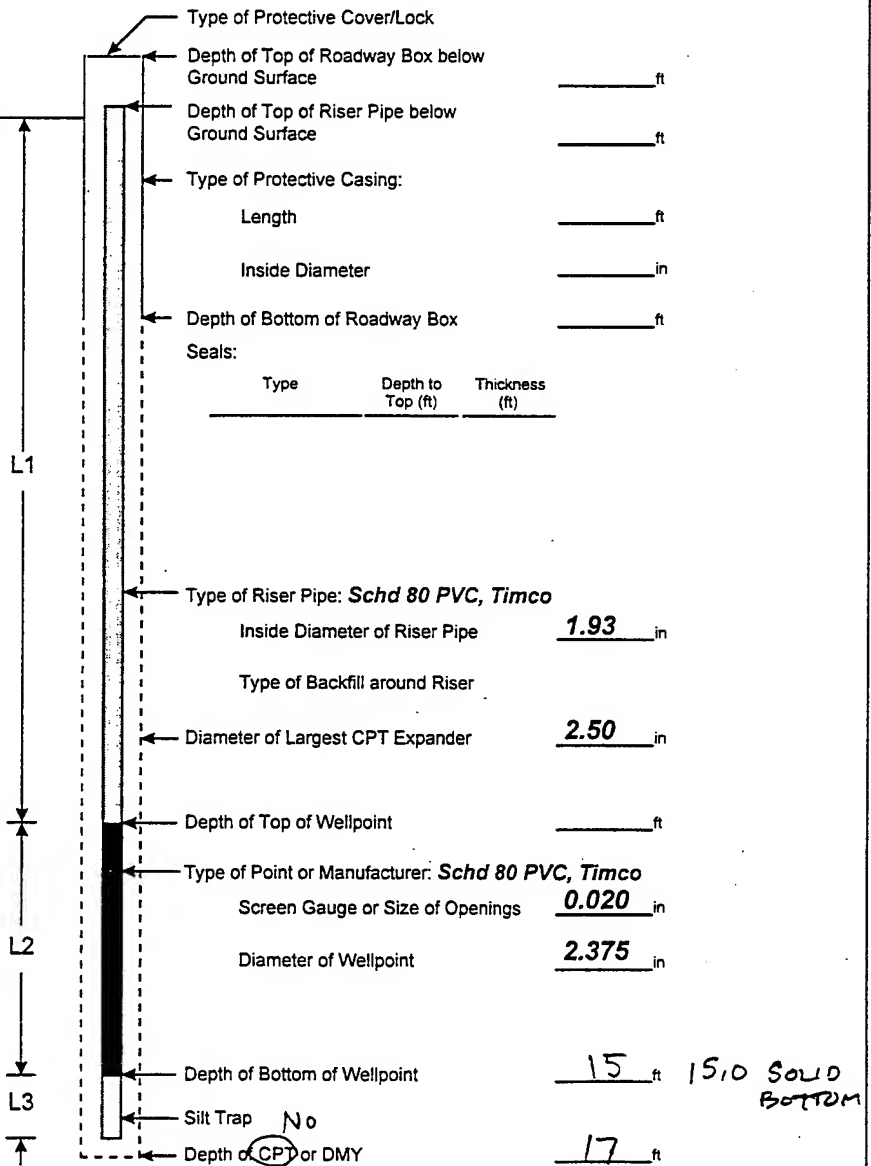 Type of Protective Cover/Lock
Depth of Top of Roadway Box below
Ground Surface ft
Depth of Top of Riser Pipe below
Ground Surface ft
Type of Protective Casing:
Length ft
Inside Diameter in
Depth of Bottom of Roadway Box ft
Seals:
Type Depth to Top (ft) Thickness (ft)
L1
Type of Riser Pipe: Schd 80 PVC, Timco
Inside Diameter of Riser Pipe 1.93 in
Type of Backfill around Riser
Diameter of Largest CPT Expander 2.50 in
Depth of Top of Wellpoint ft
Type of Point or Manufacturer: Schd 80 PVC, Timco
Screen Gauge or Size of Openings 0.020 in
L2
Diameter of Wellpoint 2.375 in
Depth of Bottom of Wellpoint 15 ft 15,0 SOLID
BOTTOM
L3
Silt Trap No
Depth of CPT or DMY 17 ft